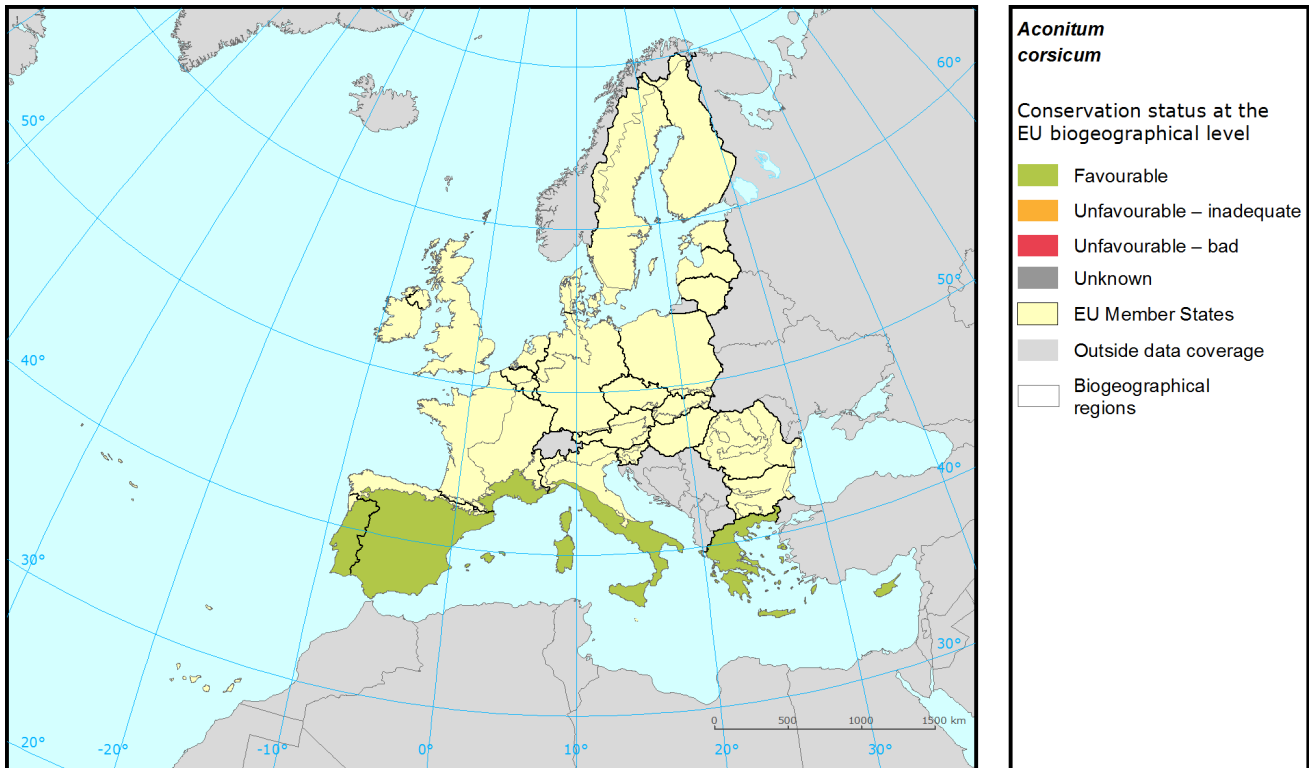 60°
50°
50°
40°
40°
30°
30°
20°
-20°
-10°
0°
10°
20°
30°
0 500 1000 1500 km
Aconitum
corsicum
Conservation status at the
EU biogeographical level
Favourable
Unfavourable – inadequate
Unfavourable – bad
Unknown
EU Member States
Outside data coverage
Biogeographical
regions